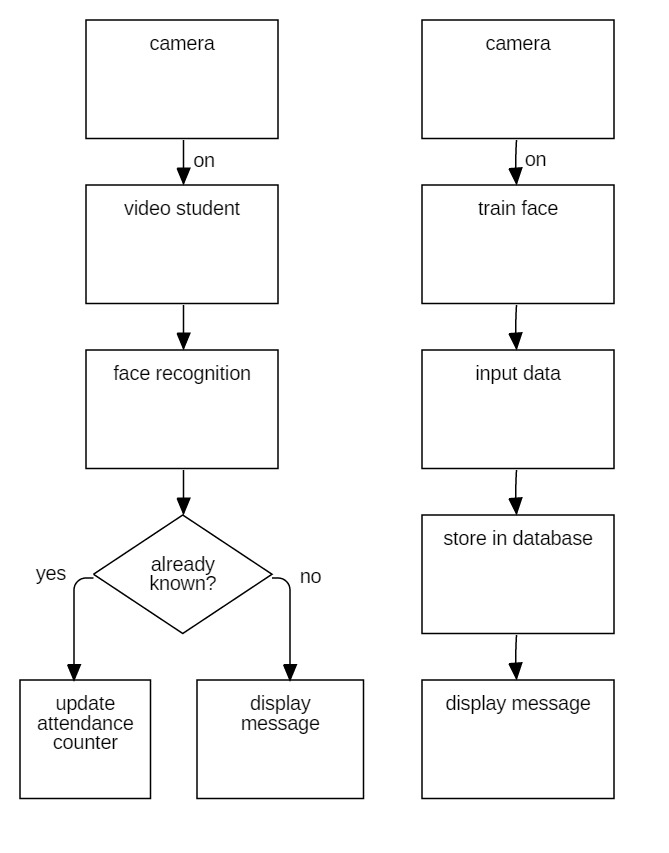 camera
on
video student
face recognition
already
known?
yes
no
update
attendance
counter
display
message
camera
on
train face
input data
store in database
display message